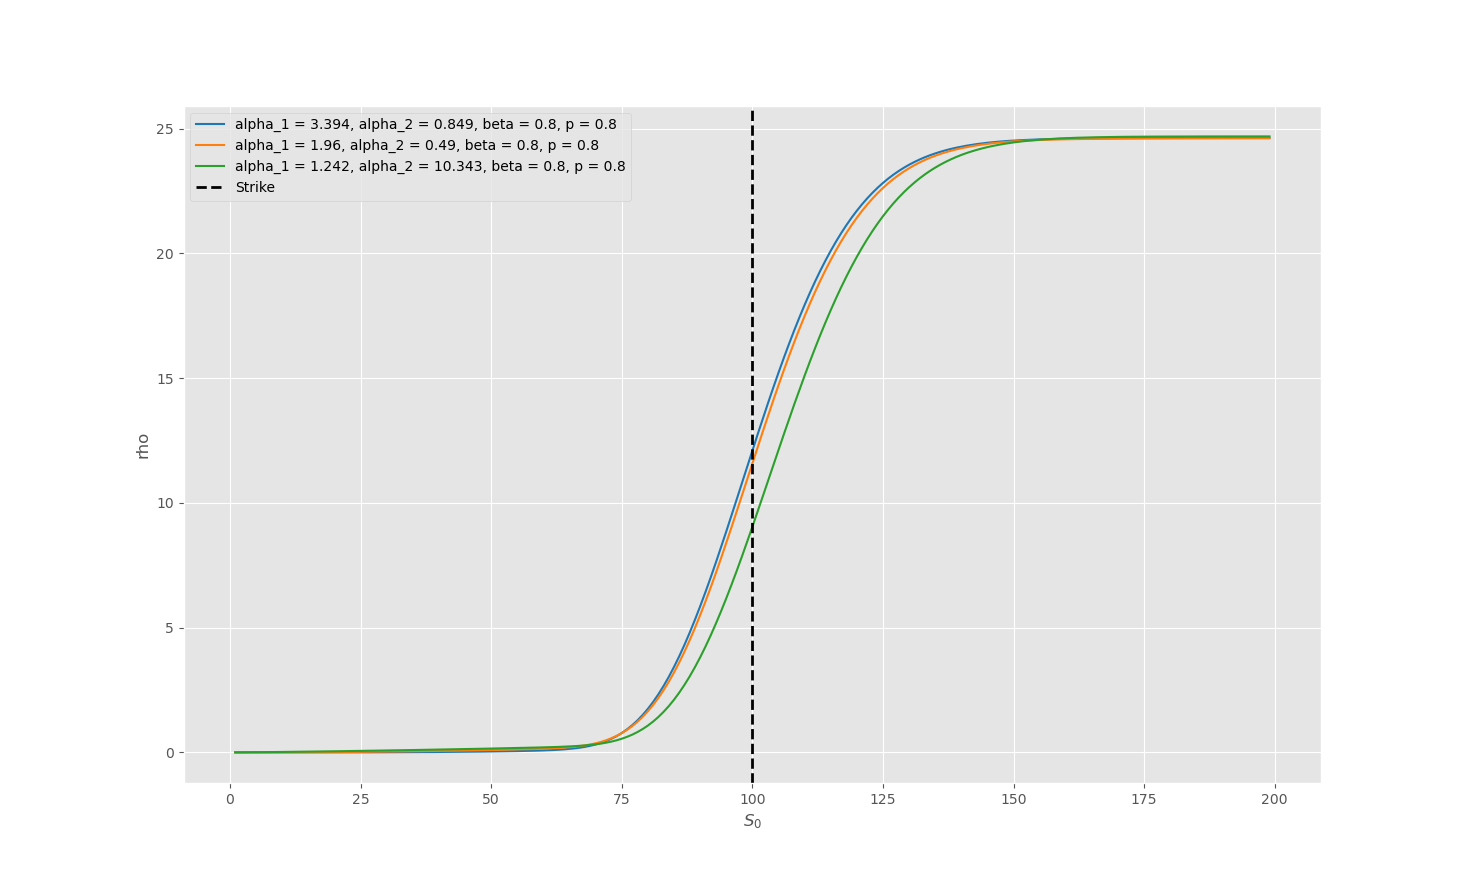 alpha_1 = 3.394, alpha_2 = 0.849, beta = 0.8, p = 0.8
alpha_1 = 1.96, alpha_2 = 0.49, beta = 0.8, p = 0.8
alpha_1 = 1.242, alpha_2 = 10.343, beta = 0.8, p = 0.8
Strike
25
20
15
10
5
0
rho
0 25 50 75 100 125 150 175 200
S₀